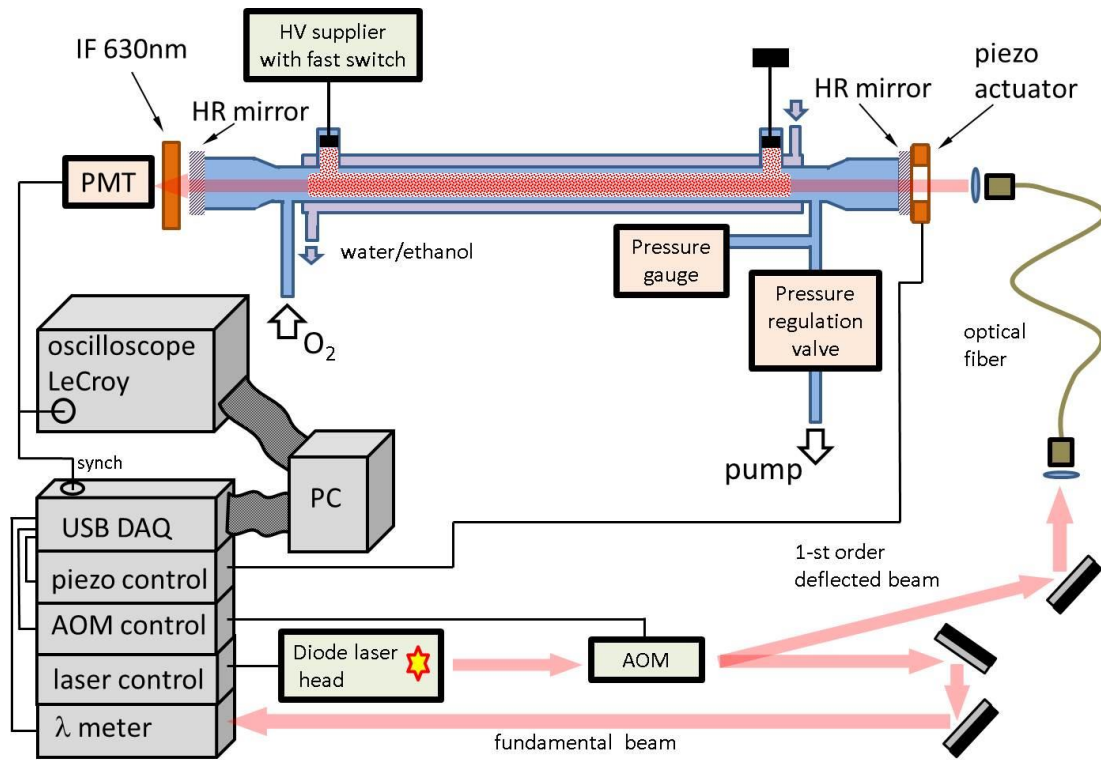 IF 630nm
HV supplier
with fast switch
HR mirror
piezo
actuator
HR mirror
PMT
water/ethanol
Pressure
gauge
Pressure
regulation
valve
O₂
optical
fiber
oscilloscope
LeCroy
pump
synch
PC
USB DAQ
1-st order
deflected beam
piezo control
AOM control
Diode laser
head
AOM
laser control
λ meter
fundamental beam